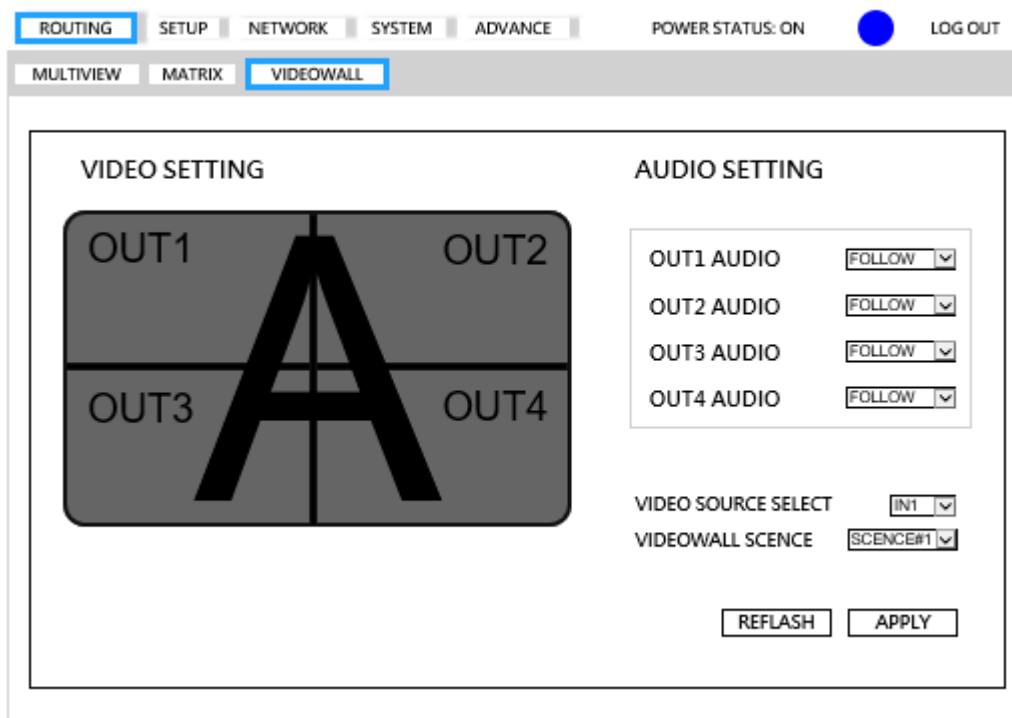 ROUTING SETUP NETWORK SYSTEM ADVANCE POWER STATUS: ON LOG OUT
MULTIVIEW MATRIX VIDEOWALL
VIDEO SETTING
OUT1 OUT2
A
OUT3 OUT4
AUDIO SETTING
OUT1 AUDIO FOLLOW
OUT2 AUDIO FOLLOW
OUT3 AUDIO FOLLOW
OUT4 AUDIO FOLLOW
VIDEO SOURCE SELECT IN1
VIDEOWALL SCENCE SCENCE#1
REFLASH APPLY